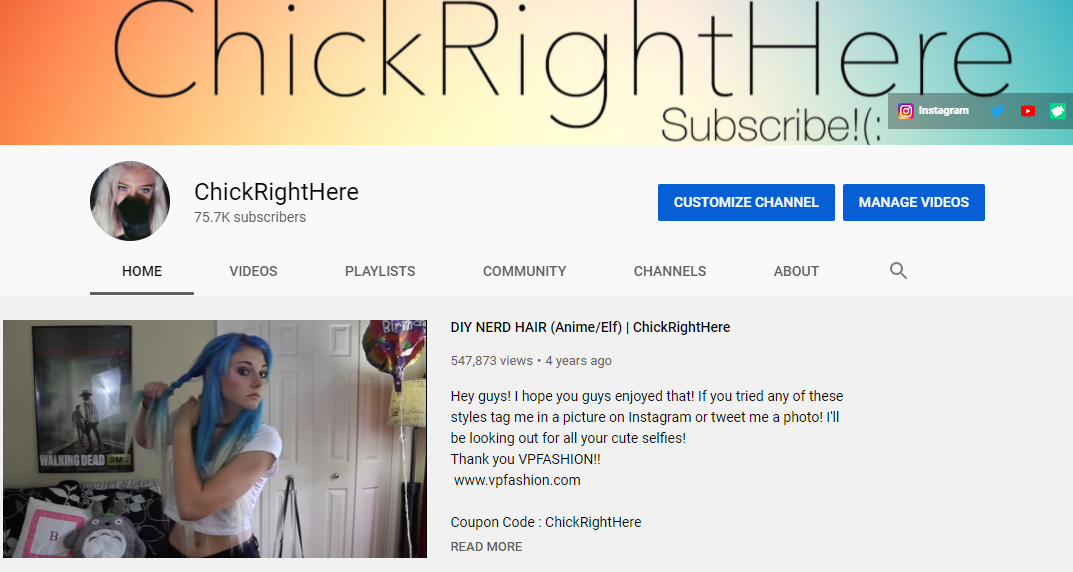 ChickRightHere
Subscribe!(:
Instagram
ChickRightHere
75.7K subscribers
CUSTOMIZE CHANNEL
MANAGE VIDEOS
HOME
VIDEOS
PLAYLISTS
COMMUNITY
CHANNELS
ABOUT
Birthd
WALKING DEAD
AMC
B
DIY NERD HAIR (Anime/Elf) | ChickRightHere
547,873 views • 4 years ago
Hey guys! I hope you guys enjoyed that! If you tried any of these
styles tag me in a picture on Instagram or tweet me a photo! I'll
be looking out for all your cute selfies!
Thank you VPFASHION!!
www.vpfashion.com
Coupon Code : ChickRightHere
READ MORE